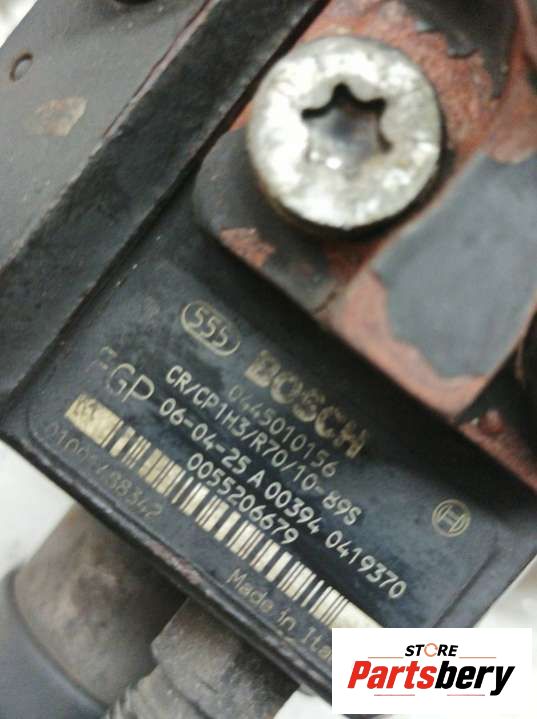 555 BOSCH
0445010156
FGP CR/CP1H3/R70/10-89S
06-04-25 A 00394 0419370
0055206679
Made in Ita
STORE
Partsbery